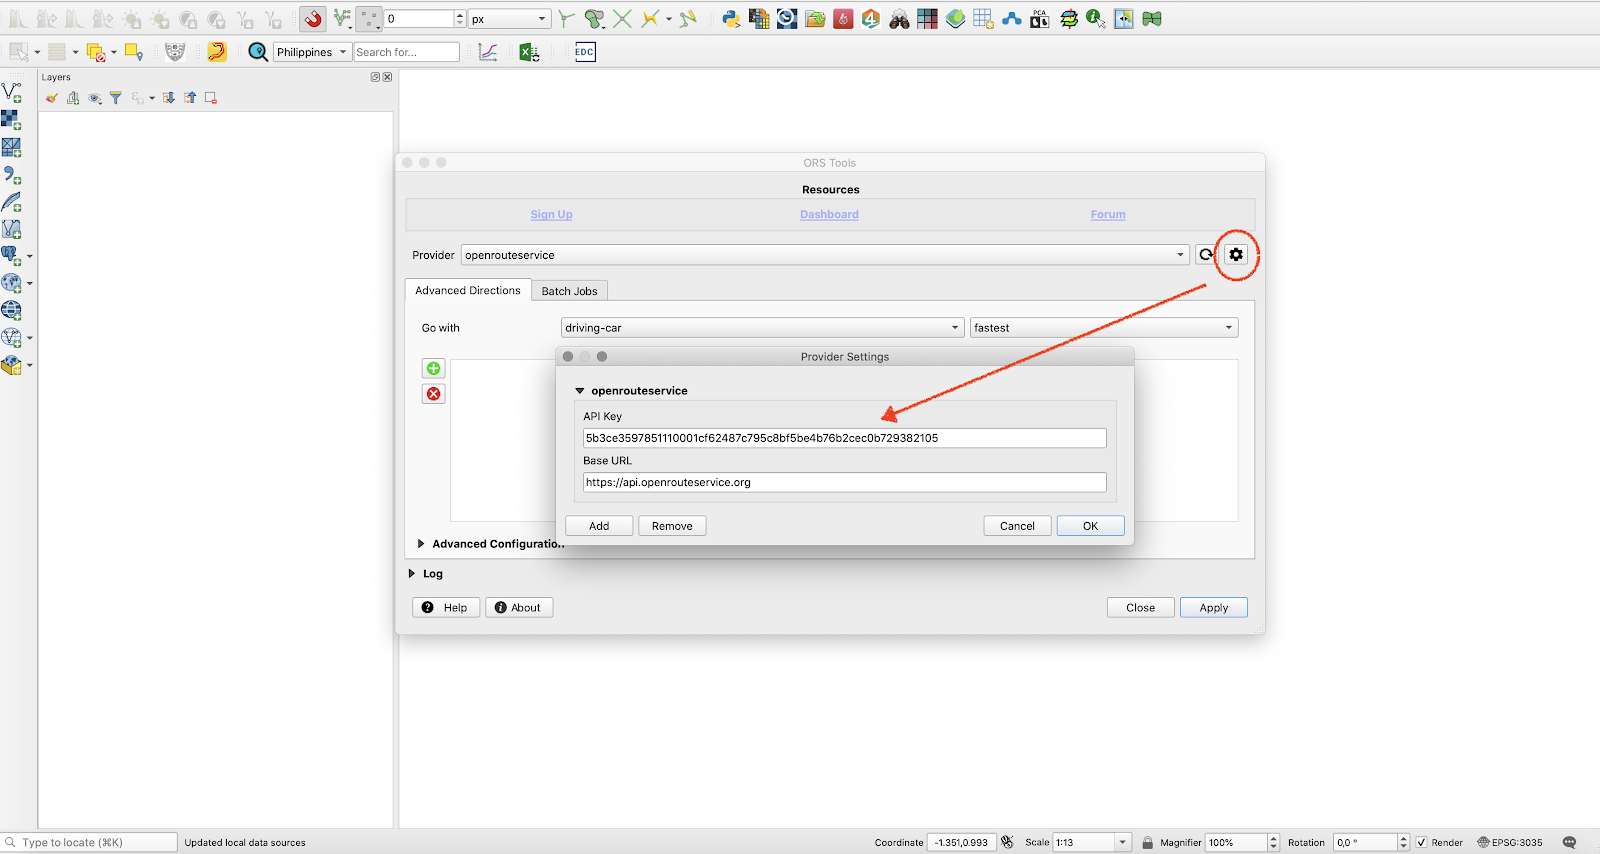 0
px
PCA
Philippines
Search for...
EDC
Layers
ORS Tools
Resources
Sign Up
Dashboard
Forum
Provider
openrouteservice
Advanced Directions
Batch Jobs
Go with
driving-car
fastest
Provider Settings
openrouteservice
API Key
5b3ce3597851110001cf62487c795c8bf5be4b76b2cec0b729382105
Base URL
https://api.openrouteservice.org
Add
Remove
Cancel
OK
Advanced Configuration
Log
Help
About
Close
Apply
Type to locate (⌘K)
Updated local data sources
Coordinate
-1.351,0.993
Scale
1:13
Magnifier
100%
Rotation
0,0 °
Render
EPSG:3035